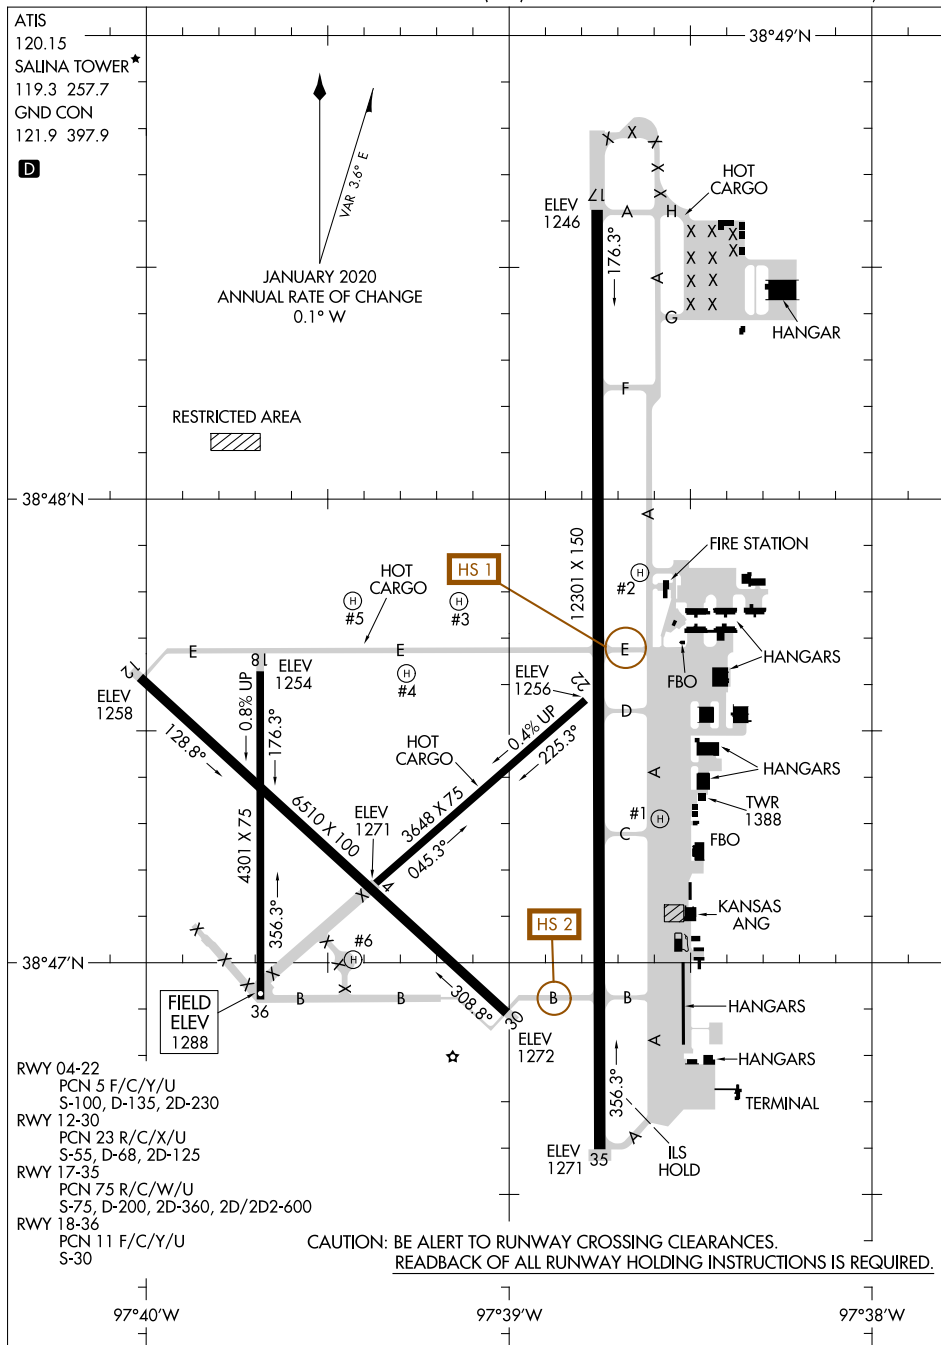 ATIS
120.15
SALINA TOWER★
119.3 257.7
GND CON
121.9 397.9
D
VAR 3.6° E
JANUARY 2020
ANNUAL RATE OF CHANGE
0.1° W
RESTRICTED AREA
38°49'N
X X X X X
HOT
CARGO
17
ELEV
1246
A H
X X X
X X X
X X
X X
176.3°
A
G
HANGAR
F
38°48'N
A
12301 X 150
FIRE STATION
HS 1
H
#2
HOT
CARGO
H
#5
H
#3
E
E
E
HANGARS
FBO
12
18
ELEV
1254
H
#4
ELEV
1256
22
ELEV
1258
0.8% UP
176.3°
128.8°
0.4% UP
225.3°
D
HOT
CARGO
A
HANGARS
TWR
1388
6510 X 100
ELEV
1271
3648 X 75
045.3°
#1
H
C
FBO
4301 X 75
4
X
356.3°
HS 2
KANSAS
ANG
X
X
X
X
X
X
X
#6
H
38°47'N
36
FIELD
ELEV
1288
B
B
308.8°
30
B
B
HANGARS
ELEV
1272
A
HANGARS
356.3°
TERMINAL
A
ELEV
1271
35
ILS
HOLD
RWY 04-22
PCN 5 F/C/Y/U
S-100, D-135, 2D-230
RWY 12-30
PCN 23 R/C/X/U
S-55, D-68, 2D-125
RWY 17-35
PCN 75 R/C/W/U
S-75, D-200, 2D-360, 2D/2D2-600
RWY 18-36
PCN 11 F/C/Y/U
S-30
CAUTION: BE ALERT TO RUNWAY CROSSING CLEARANCES.
READBACK OF ALL RUNWAY HOLDING INSTRUCTIONS IS REQUIRED.
97°40'W
97°39'W
97°38'W